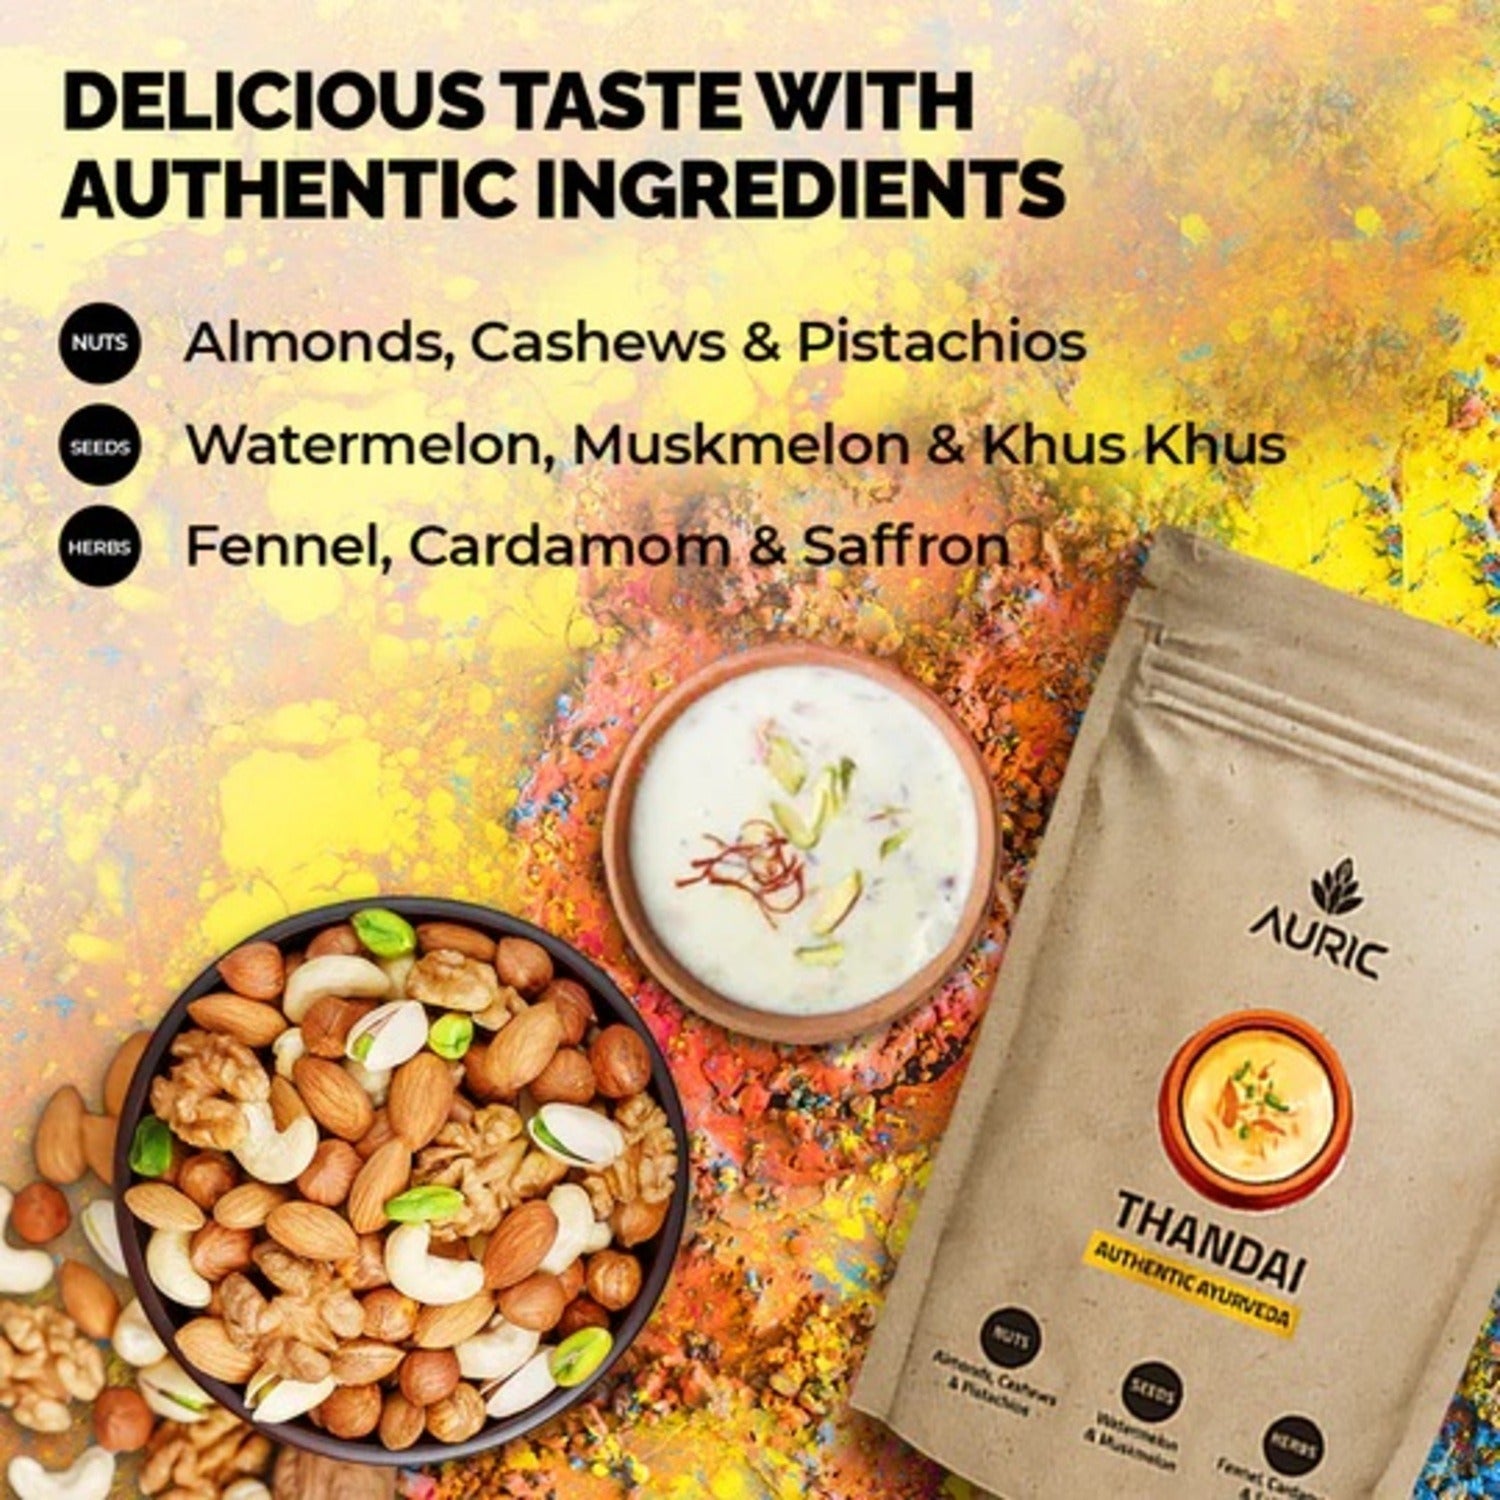 DELICIOUS TASTE WITH
AUTHENTIC INGREDIENTS
NUTS Almonds, Cashews & Pistachios
SEEDS Watermelon, Muskmelon & Khus Khus
HERBS Fennel, Cardamom & Saffron
AURIC
THANDAI
AUTHENTIC AYURVEDA
NUTS
Almonds, Cashews
& Pistachios
SEEDS
Watermelon
& Muskmelon
HERBS
Fennel,